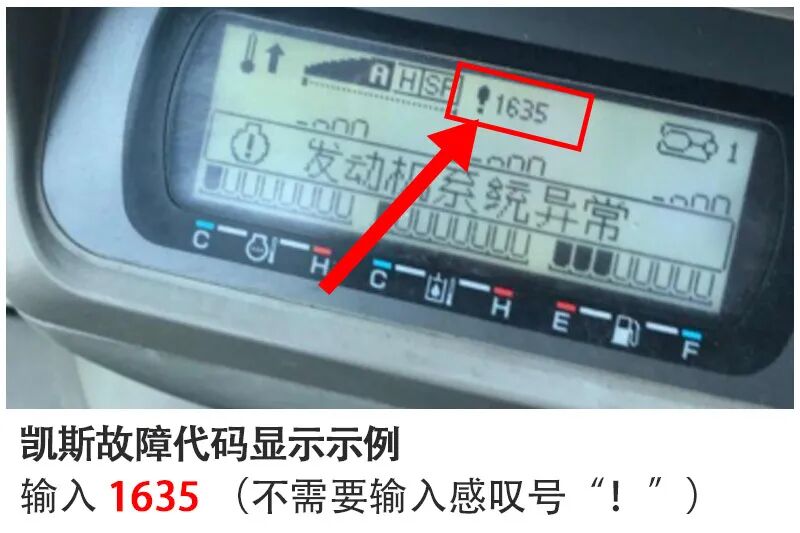 A H SP !1635
1
发动机系统异常
C H C H E F
凯斯故障代码显示示例
输入 1635 （不需要输入感叹号“！”）